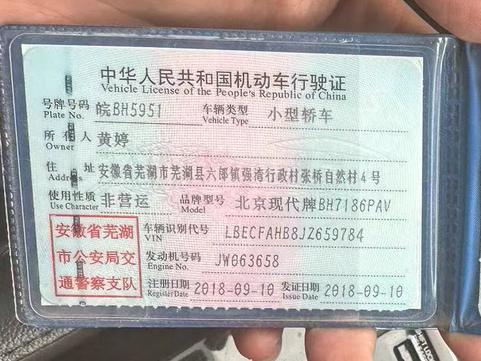 中华人民共和国机动车行驶证
Vehicle License of the People's Republic of China
号牌号码 皖BH5951 车辆类型 小型轿车
Plate No. Vehicle Type
所有人 黄婷
Owner
住址 安徽省芜湖市芜湖县六郎镇强湾行政村张桥自然村4号
Address
使用性质 非营运 品牌型号 北京现代牌BH7186PAV
Use Character Model
安徽省芜湖
市公安局交
通警察支队
车辆识别代号 LBECFAHB8JZ659784
VIN
发动机号码 JW063658
Engine No.
注册日期 2018-09-10 发证日期 2018-09-10
Register Date Issue Date